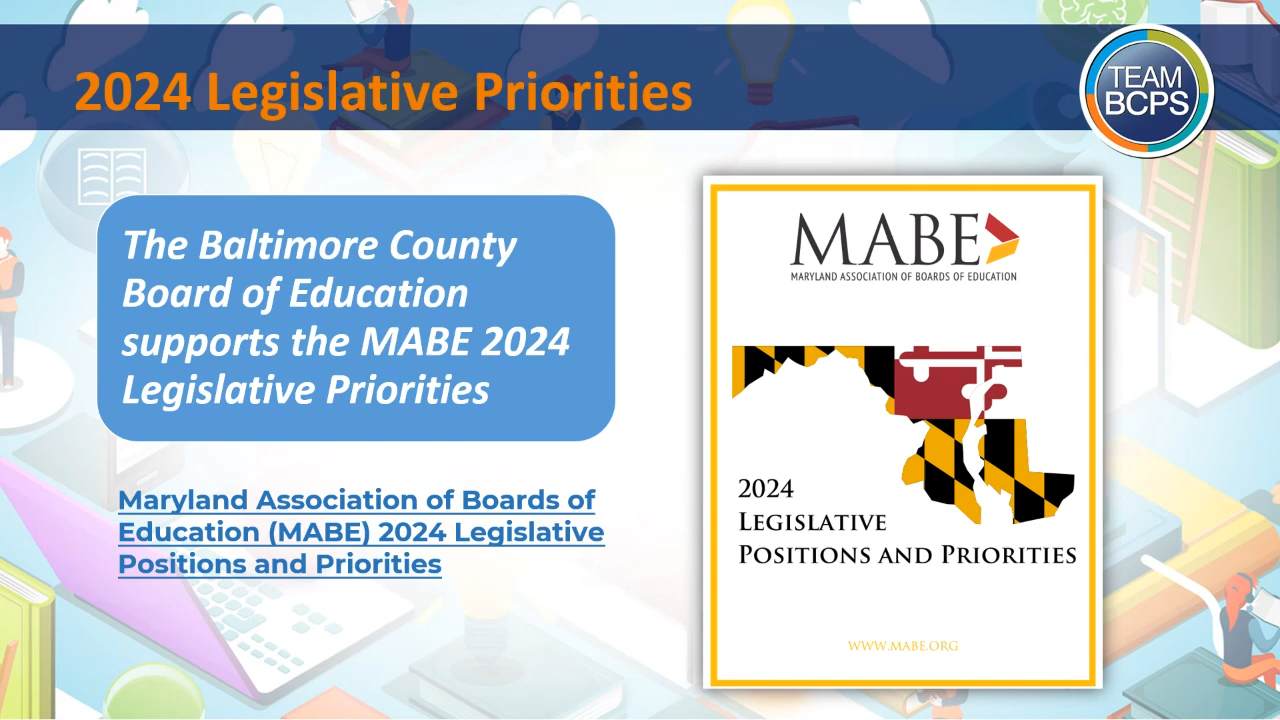 2024 Legislative Priorities
TEAM
BCPS
The Baltimore County
Board of Education
supports the MABE 2024
Legislative Priorities
Maryland Association of Boards of
Education (MABE) 2024 Legislative
Positions and Priorities
MABE
MARYLAND ASSOCIATION OF BOARDS OF EDUCATION
2024
LEGISLATIVE
POSITIONS AND PRIORITIES
WWW.MABE.ORG